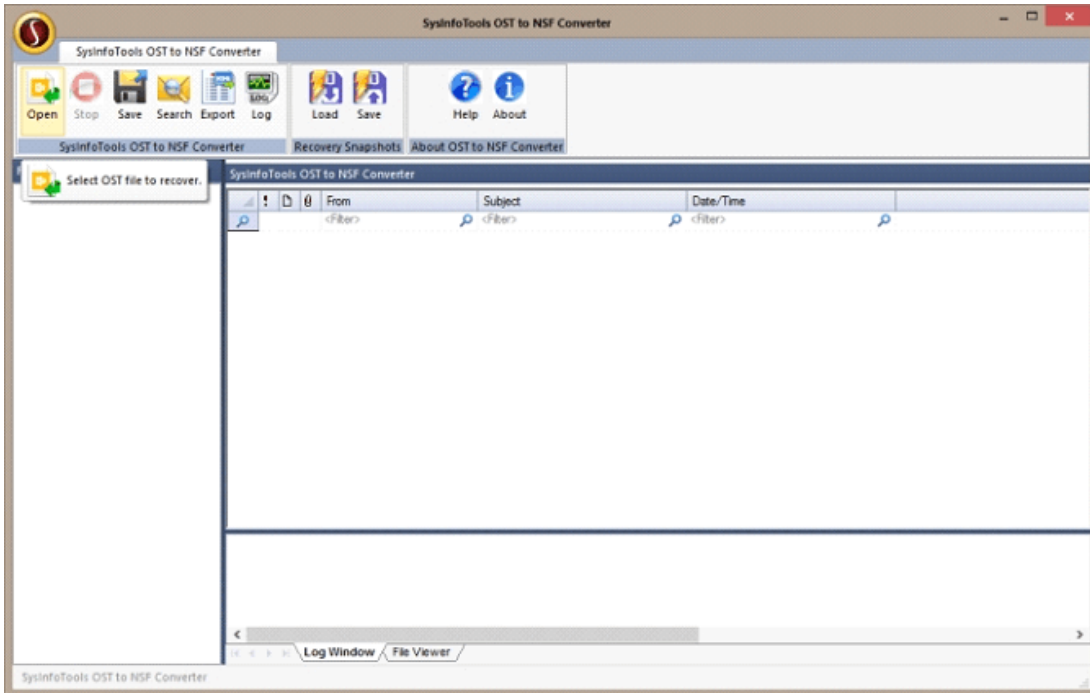 SysInfoTools OST to NSF Converter
SysInfoTools OST to NSF Converter
Open Stop Save Search Export Log Load Save Help About
LOG
SysInfoTools OST to NSF Converter Recovery Snapshots About OST to NSF Converter
Select OST file to recover.
SysInfoTools OST to NSF Converter
! From Subject Date/Time
<Filter> <Filter> <Filter>
Log Window File Viewer
SysInfoTools OST to NSF Converter